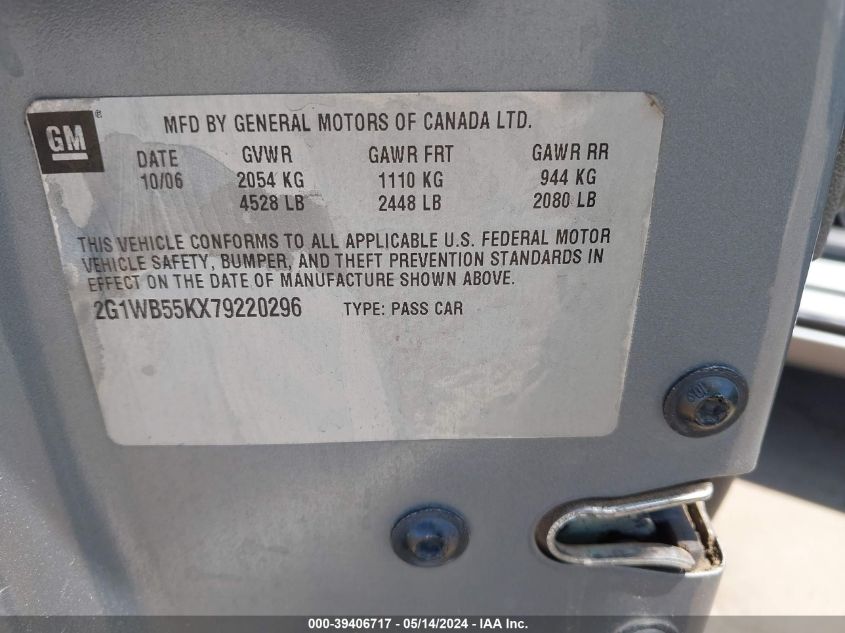 GM
®
MFD BY GENERAL MOTORS OF CANADA LTD.
DATE GVWR GAWR FRT GAWR RR
10/06 2054 KG 1110 KG 944 KG
4528 LB 2448 LB 2080 LB
THIS VEHICLE CONFORMS TO ALL APPLICABLE U.S. FEDERAL MOTOR
VEHICLE SAFETY, BUMPER, AND THEFT PREVENTION STANDARDS IN
EFFECT ON THE DATE OF MANUFACTURE SHOWN ABOVE.
2G1WB55KX79220296 TYPE: PASS CAR
000-39406717 - 05/14/2024 - IAA Inc.